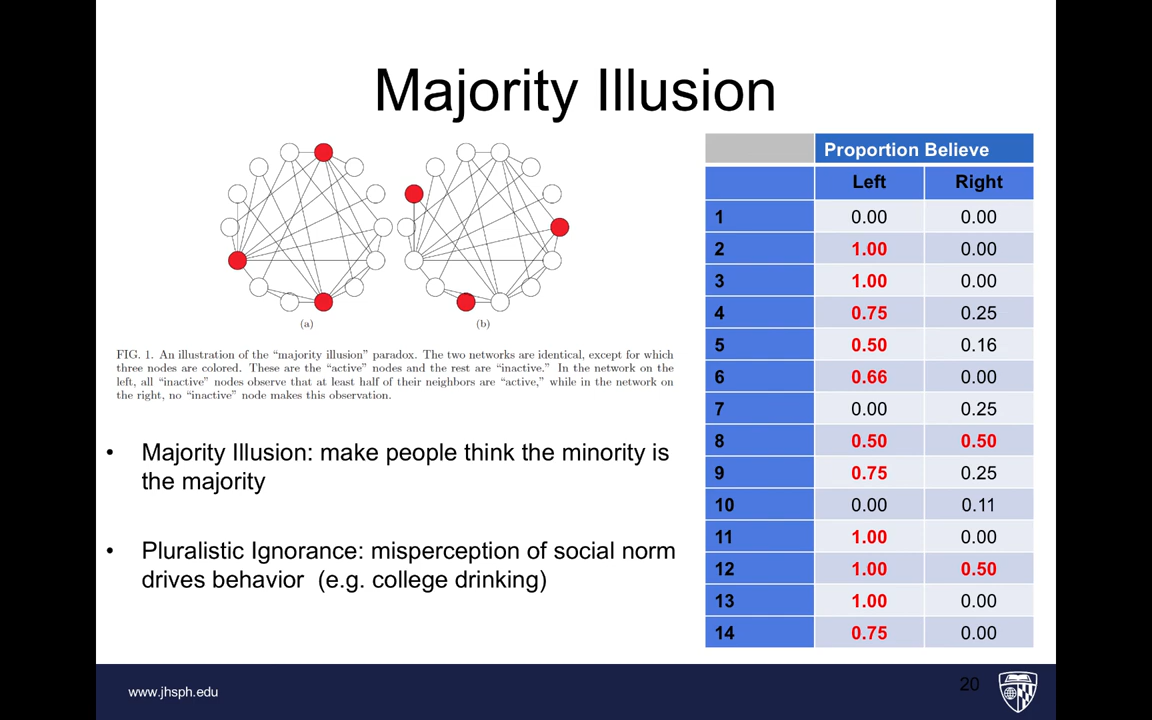 Majority Illusion
(a)
(b)
FIG. 1. An illustration of the “majority illusion” paradox. The two networks are identical, except for which
three nodes are colored. These are the “active” nodes and the rest are “inactive.” In the network on the
left, all “inactive” nodes observe that at least half of their neighbors are “active,” while in the network on
the right, no “inactive” node makes this observation.
• Majority Illusion: make people think the minority is
the majority
• Pluralistic Ignorance: misperception of social norm
drives behavior (e.g. college drinking)
Proportion Believe
Left Right
1 0.00 0.00
2 1.00 0.00
3 1.00 0.00
4 0.75 0.25
5 0.50 0.16
6 0.66 0.00
7 0.00 0.25
8 0.50 0.50
9 0.75 0.25
10 0.00 0.11
11 1.00 0.00
12 1.00 0.50
13 1.00 0.00
14 0.75 0.00
www.jhsph.edu
20